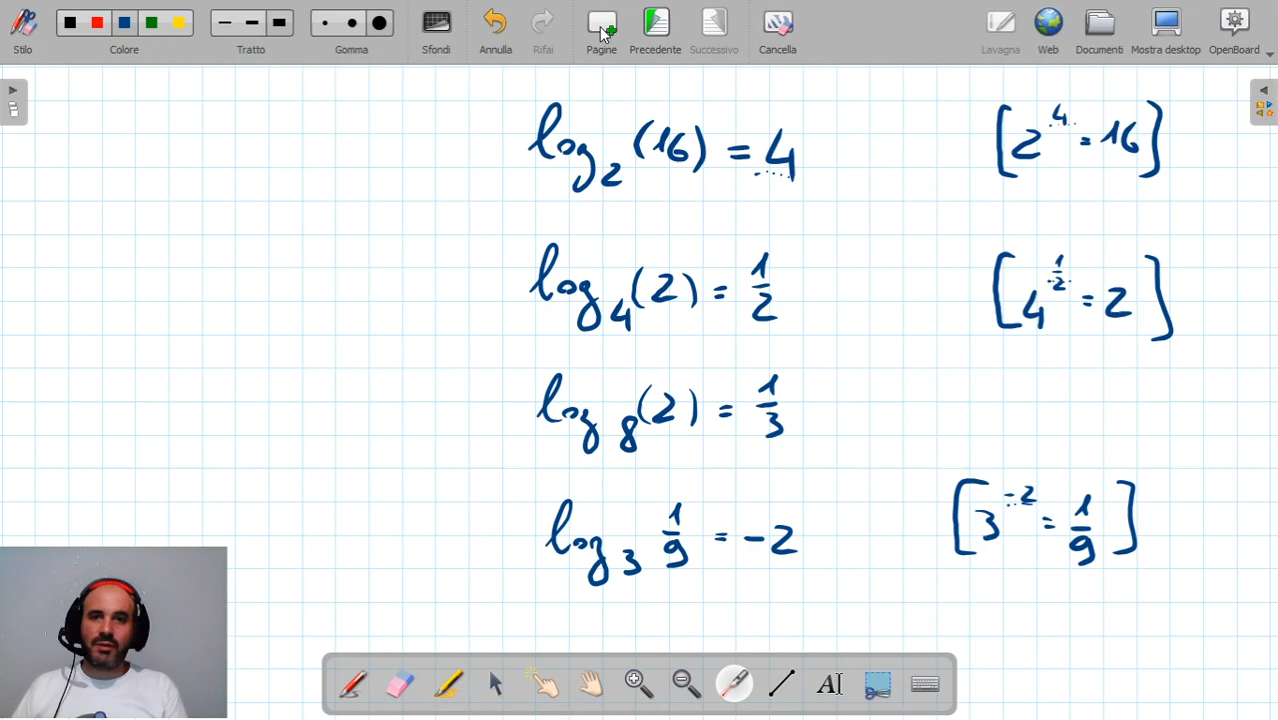 Stilo Colore Tratto Gomma Sfondi Annulla Rifai Pagine Precedente Successivo Cancella Lavagna Web Documenti Mostra desktop OpenBoard
log₂(16) = 4 [2⁴ = 16]
log₄(2) = 1/2 [4^(1/2) = 2]
log₈(2) = 1/3
log₃ 1/9 = -2 [3⁻² = 1/9]